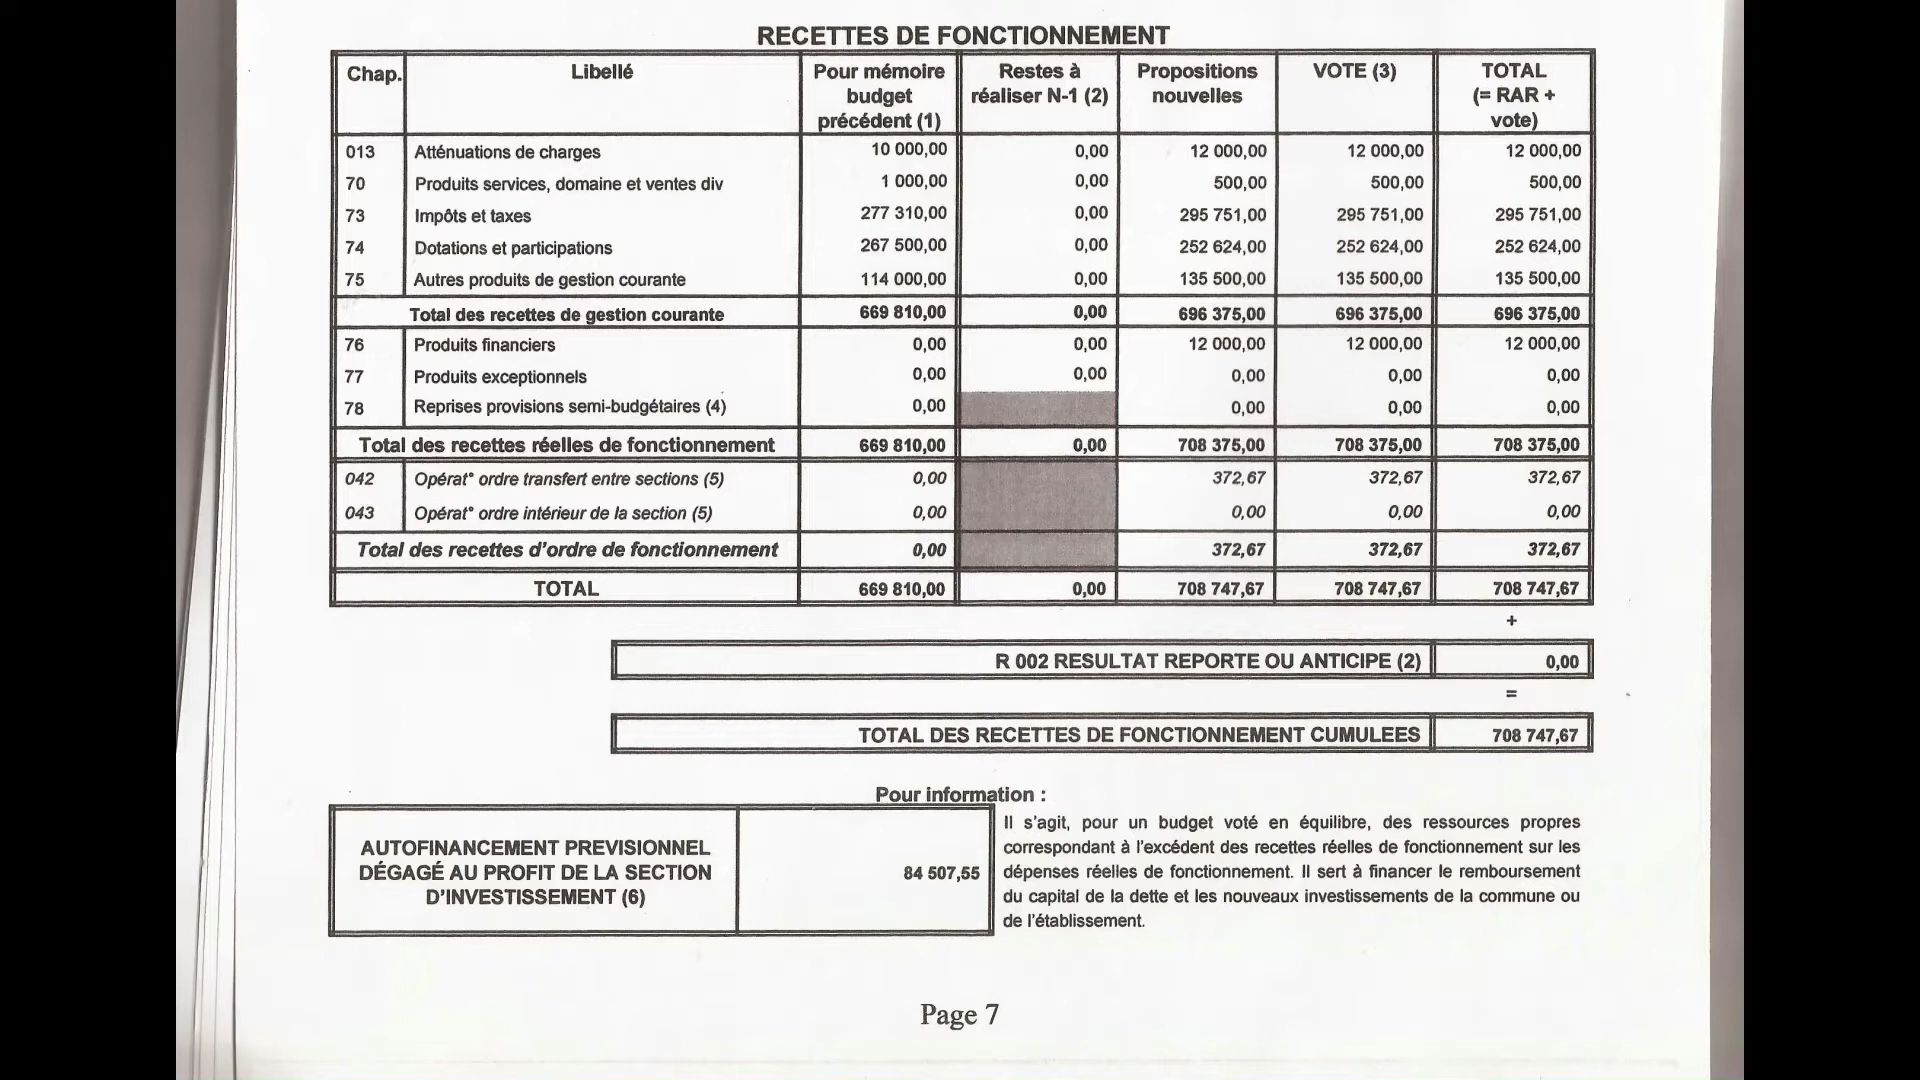 RECETTES DE FONCTIONNEMENT
Chap. Libellé Pour mémoire budget précédent (1) Restes à réaliser N-1 (2) Propositions nouvelles VOTE (3) TOTAL (= RAR + vote)
013 Atténuations de charges 10 000,00 0,00 12 000,00 12 000,00 12 000,00
70 Produits services, domaine et ventes div 1 000,00 0,00 500,00 500,00 500,00
73 Impôts et taxes 277 310,00 0,00 295 751,00 295 751,00 295 751,00
74 Dotations et participations 267 500,00 0,00 252 624,00 252 624,00 252 624,00
75 Autres produits de gestion courante 114 000,00 0,00 135 500,00 135 500,00 135 500,00
Total des recettes de gestion courante 669 810,00 0,00 696 375,00 696 375,00 696 375,00
76 Produits financiers 0,00 0,00 12 000,00 12 000,00 12 000,00
77 Produits exceptionnels 0,00 0,00 0,00 0,00 0,00
78 Reprises provisions semi-budgétaires (4) 0,00 0,00 0,00 0,00
Total des recettes réelles de fonctionnement 669 810,00 0,00 708 375,00 708 375,00 708 375,00
042 Opérat° ordre transfert entre sections (5) 0,00 372,67 372,67 372,67
043 Opérat° ordre intérieur de la section (5) 0,00 0,00 0,00 0,00
Total des recettes d'ordre de fonctionnement 0,00 372,67 372,67 372,67
TOTAL 669 810,00 0,00 708 747,67 708 747,67 708 747,67
+
R 002 RESULTAT REPORTE OU ANTICIPE (2) 0,00
=
TOTAL DES RECETTES DE FONCTIONNEMENT CUMULEES 708 747,67
Pour information :
AUTOFINANCEMENT PREVISIONNEL
DÉGAGÉ AU PROFIT DE LA SECTION
D'INVESTISSEMENT (6)
84 507,55
Il s'agit, pour un budget voté en équilibre, des ressources propres
correspondant à l'excédent des recettes réelles de fonctionnement sur les
dépenses réelles de fonctionnement. Il sert à financer le remboursement
du capital de la dette et les nouveaux investissements de la commune ou
de l'établissement.
Page 7